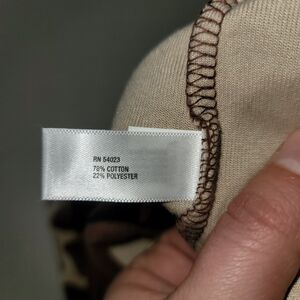 RN 54023
78% COTTON
22% POLYESTER